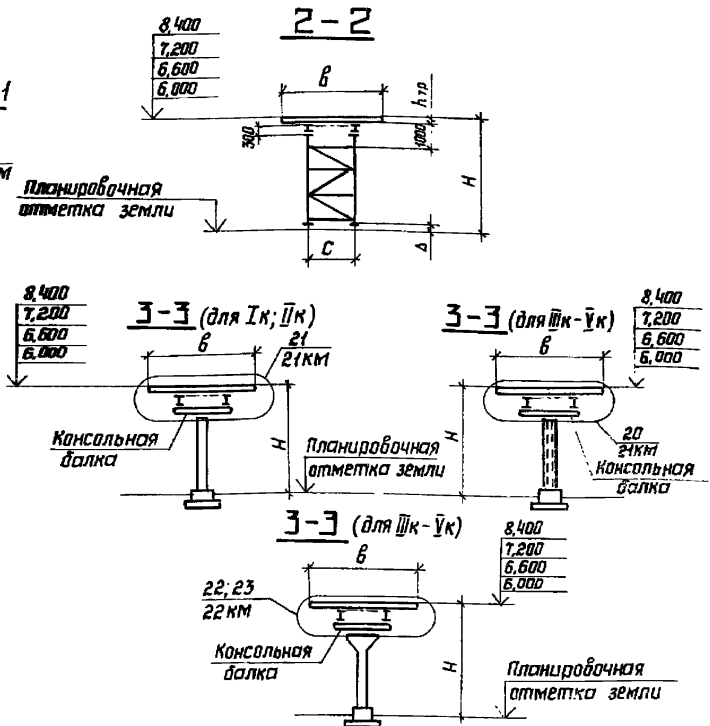 2-2
8,400
7,200
6,600
6,000
1
м
в
hтр
300
1000
H
Планировочная
отметка земли
C
Δ
8,400
7,200
6,600
6,000
3-3 (для Iк; IIк)
в
21
21КМ
Консольная
балка
H
Планировочная
отметка земли
3-3 (для IIIк-Vк)
в
8,400
7,200
6,600
6,000
H
20
21КМ
Консольная
балка
3-3 (для IIIк-Vк)
в
8,400
7,200
6,600
6,000
22; 23
22КМ
Консольная
балка
H
Планировочная
отметка земли